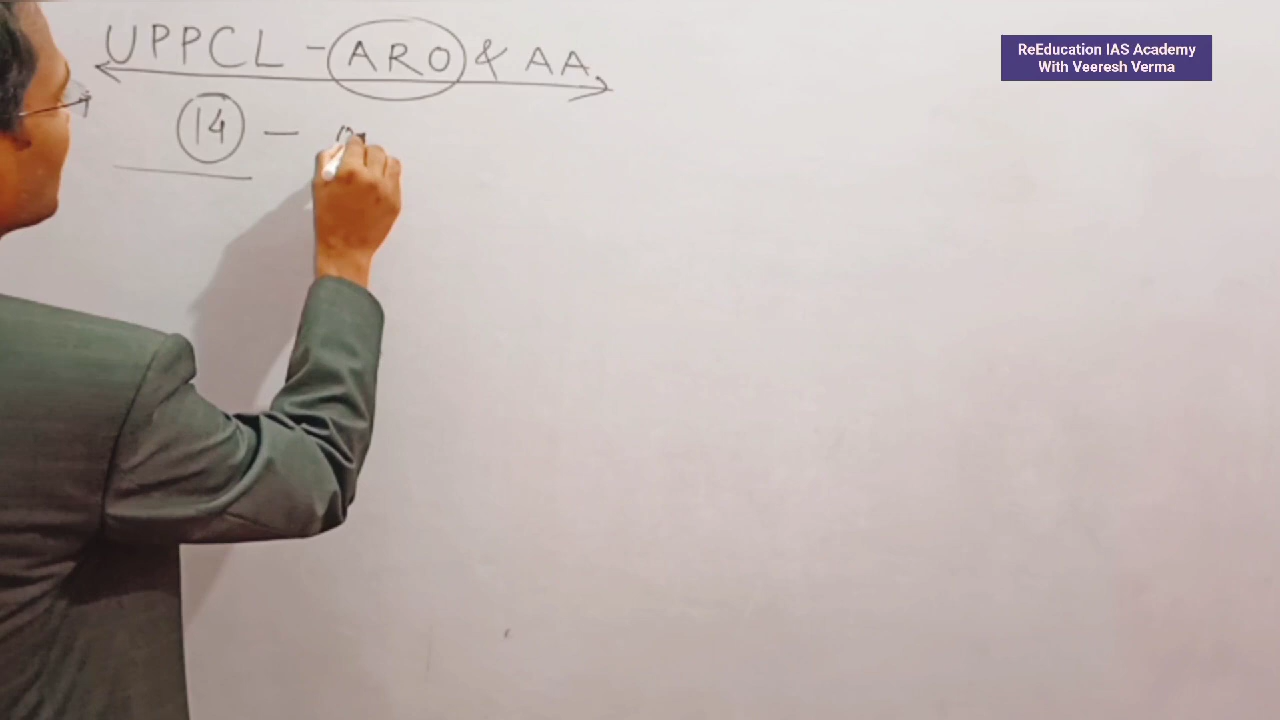 UPPCL - ARO & AA
14 -
ReEducation IAS Academy
With Veeresh Verma